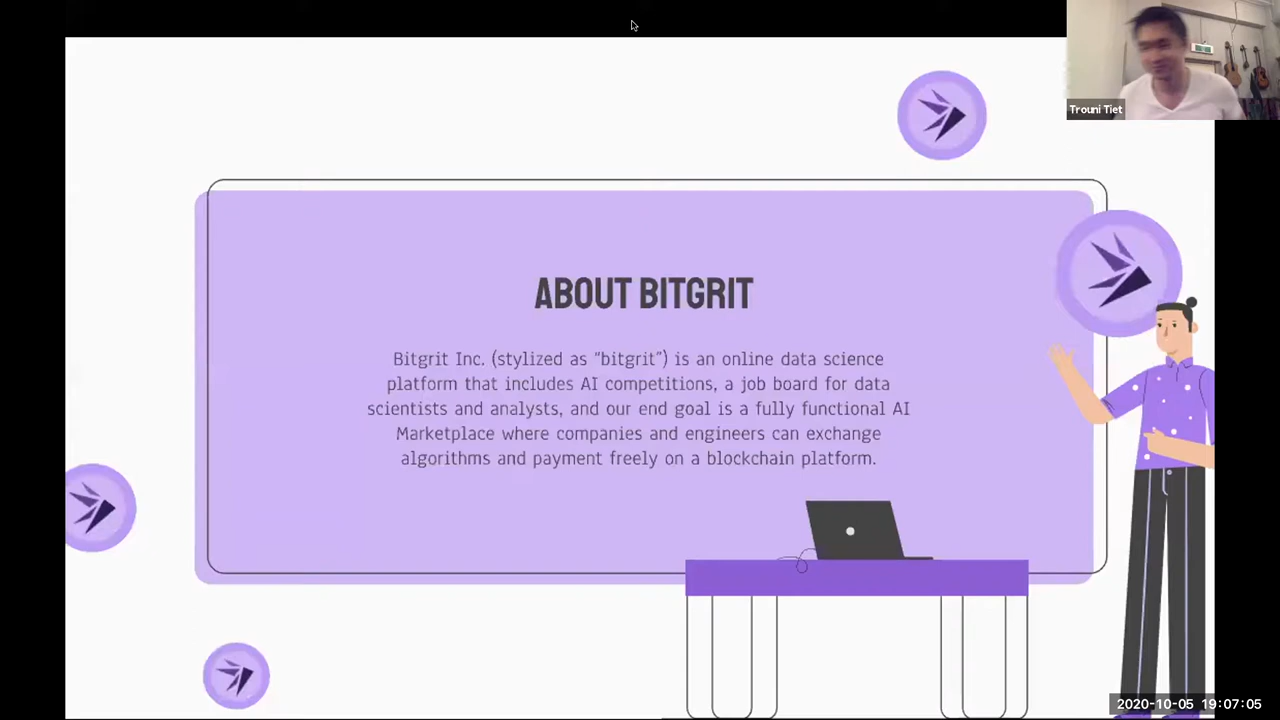 Trouni Tiet
ABOUT BITGRIT
Bitgrit Inc. (stylized as “bitgrit”) is an online data science
platform that includes AI competitions, a job board for data
scientists and analysts, and our end goal is a fully functional AI
Marketplace where companies and engineers can exchange
algorithms and payment freely on a blockchain platform.
2020-10-05 19:07:05